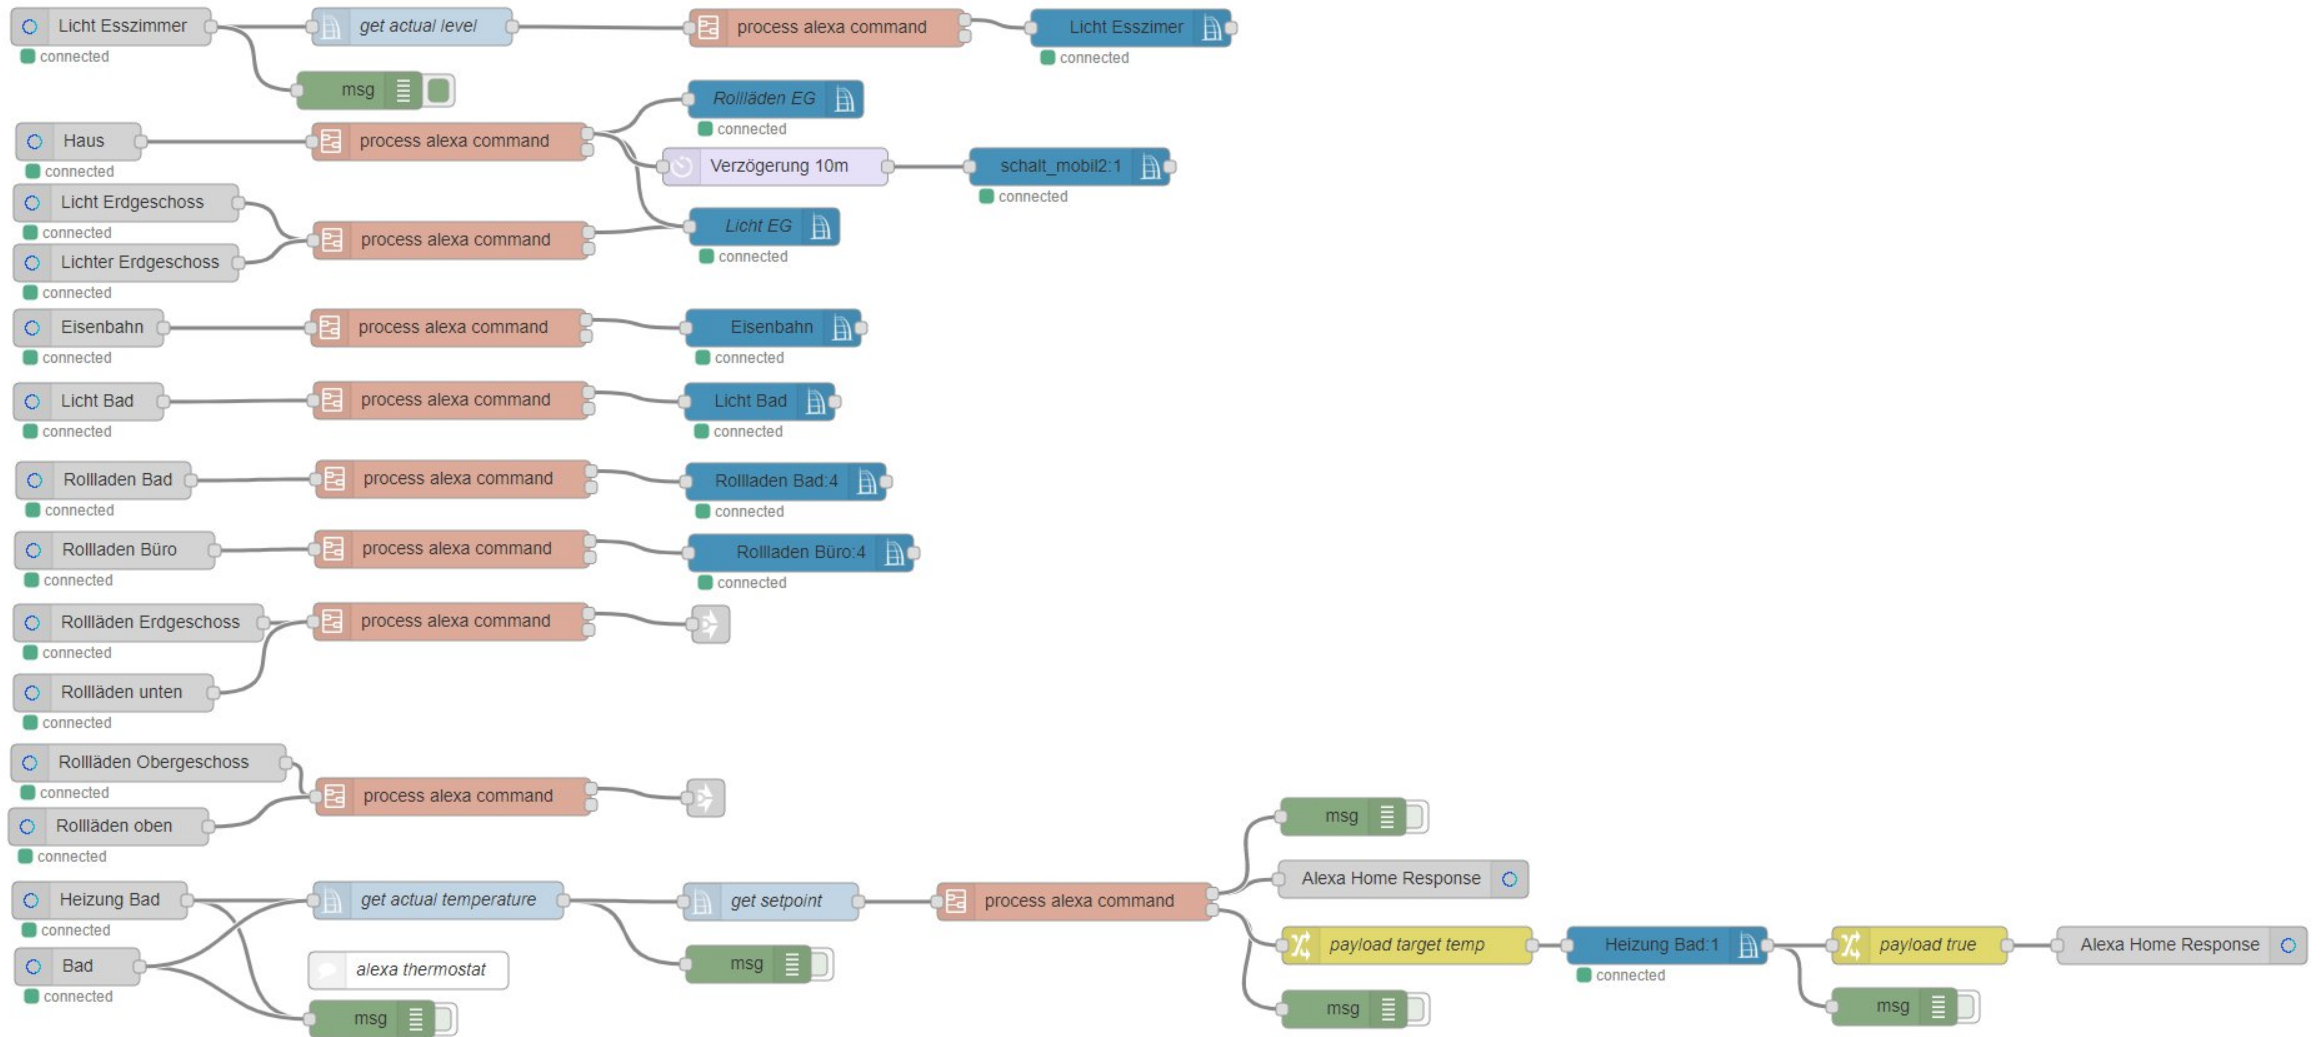 Licht Esszimmer
connected
get actual level
process alexa command
Licht Esszimer
connected
msg
Haus
connected
process alexa command
Rollläden EG
connected
Verzögerung 10m
schalt_mobil2:1
connected
Licht Erdgeschoss
connected
Lichter Erdgeschoss
connected
process alexa command
Licht EG
connected
Eisenbahn
connected
process alexa command
Eisenbahn
connected
Licht Bad
connected
process alexa command
Licht Bad
connected
Rollladen Bad
connected
process alexa command
Rollladen Bad:4
connected
Rollladen Büro
connected
process alexa command
Rollladen Büro:4
connected
Rollläden Erdgeschoss
connected
process alexa command
Rollläden unten
connected
Rollläden Obergeschoss
connected
process alexa command
Rollläden oben
connected
Heizung Bad
connected
get actual temperature
get setpoint
process alexa command
msg
Alexa Home Response
payload target temp
Heizung Bad:1
connected
payload true
Alexa Home Response
Bad
connected
alexa thermostat
msg
msg
msg
msg